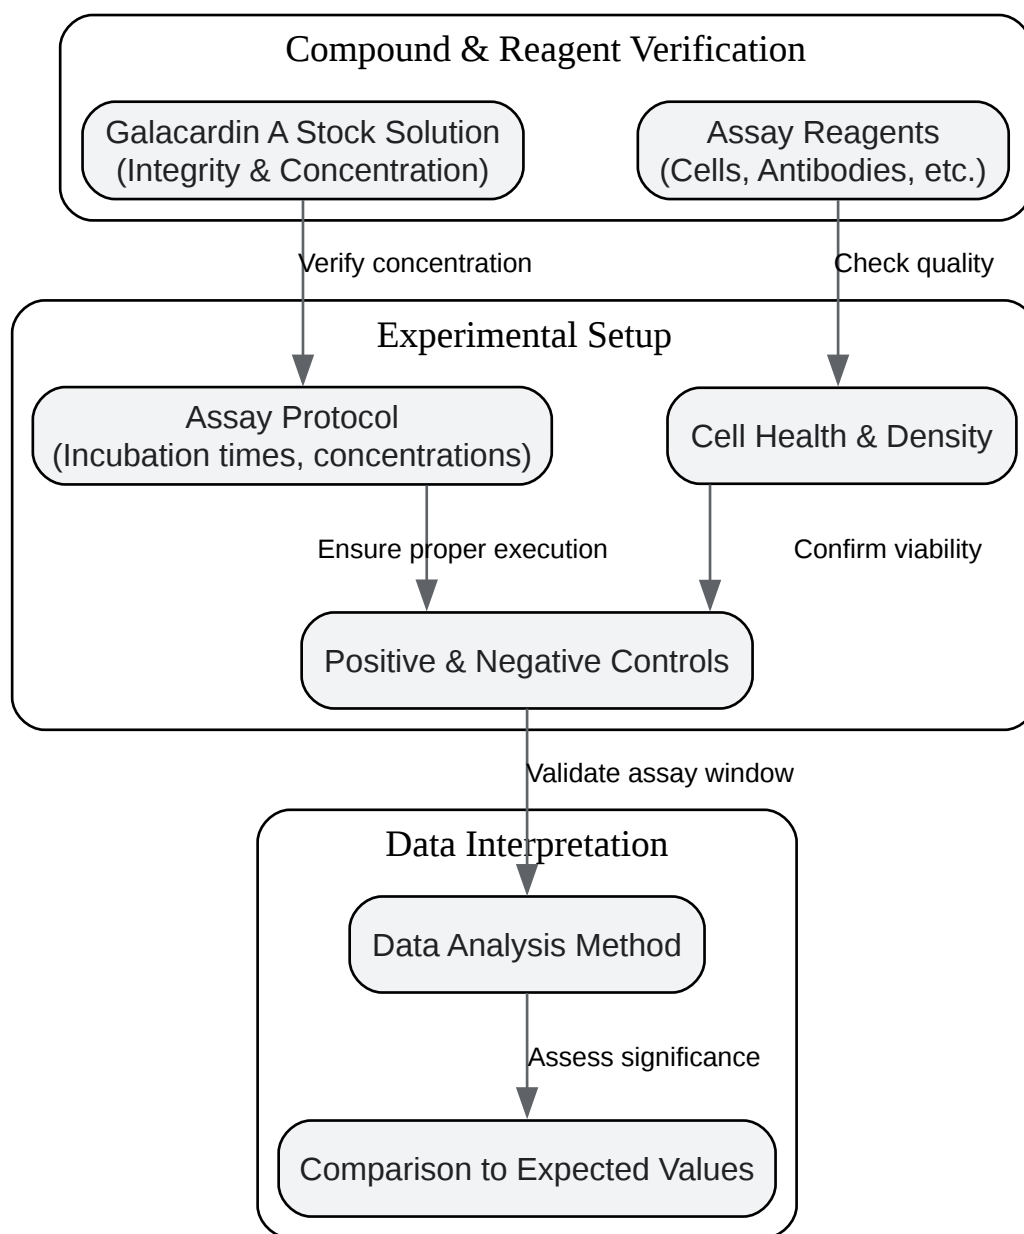 Compound & Reagent Verification
Galacardin A Stock Solution
(Integrity & Concentration)
Assay Reagents
(Cells, Antibodies, etc.)
Verify concentration
Check quality
Experimental Setup
Assay Protocol
(Incubation times, concentrations)
Cell Health & Density
Ensure proper execution
Confirm viability
Positive & Negative Controls
Validate assay window
Data Interpretation
Data Analysis Method
Assess significance
Comparison to Expected Values